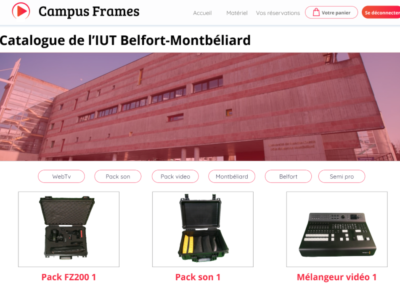 Campus Frames
Accueil Matériel Vos réservations Votre panier Se déconnecter
Catalogue de l’IUT Belfort-Montbéliard
WebTv Pack son Pack video Montbéliard Belfort Semi pro
Pack FZ200 1 Pack son 1 Mélangeur vidéo 1